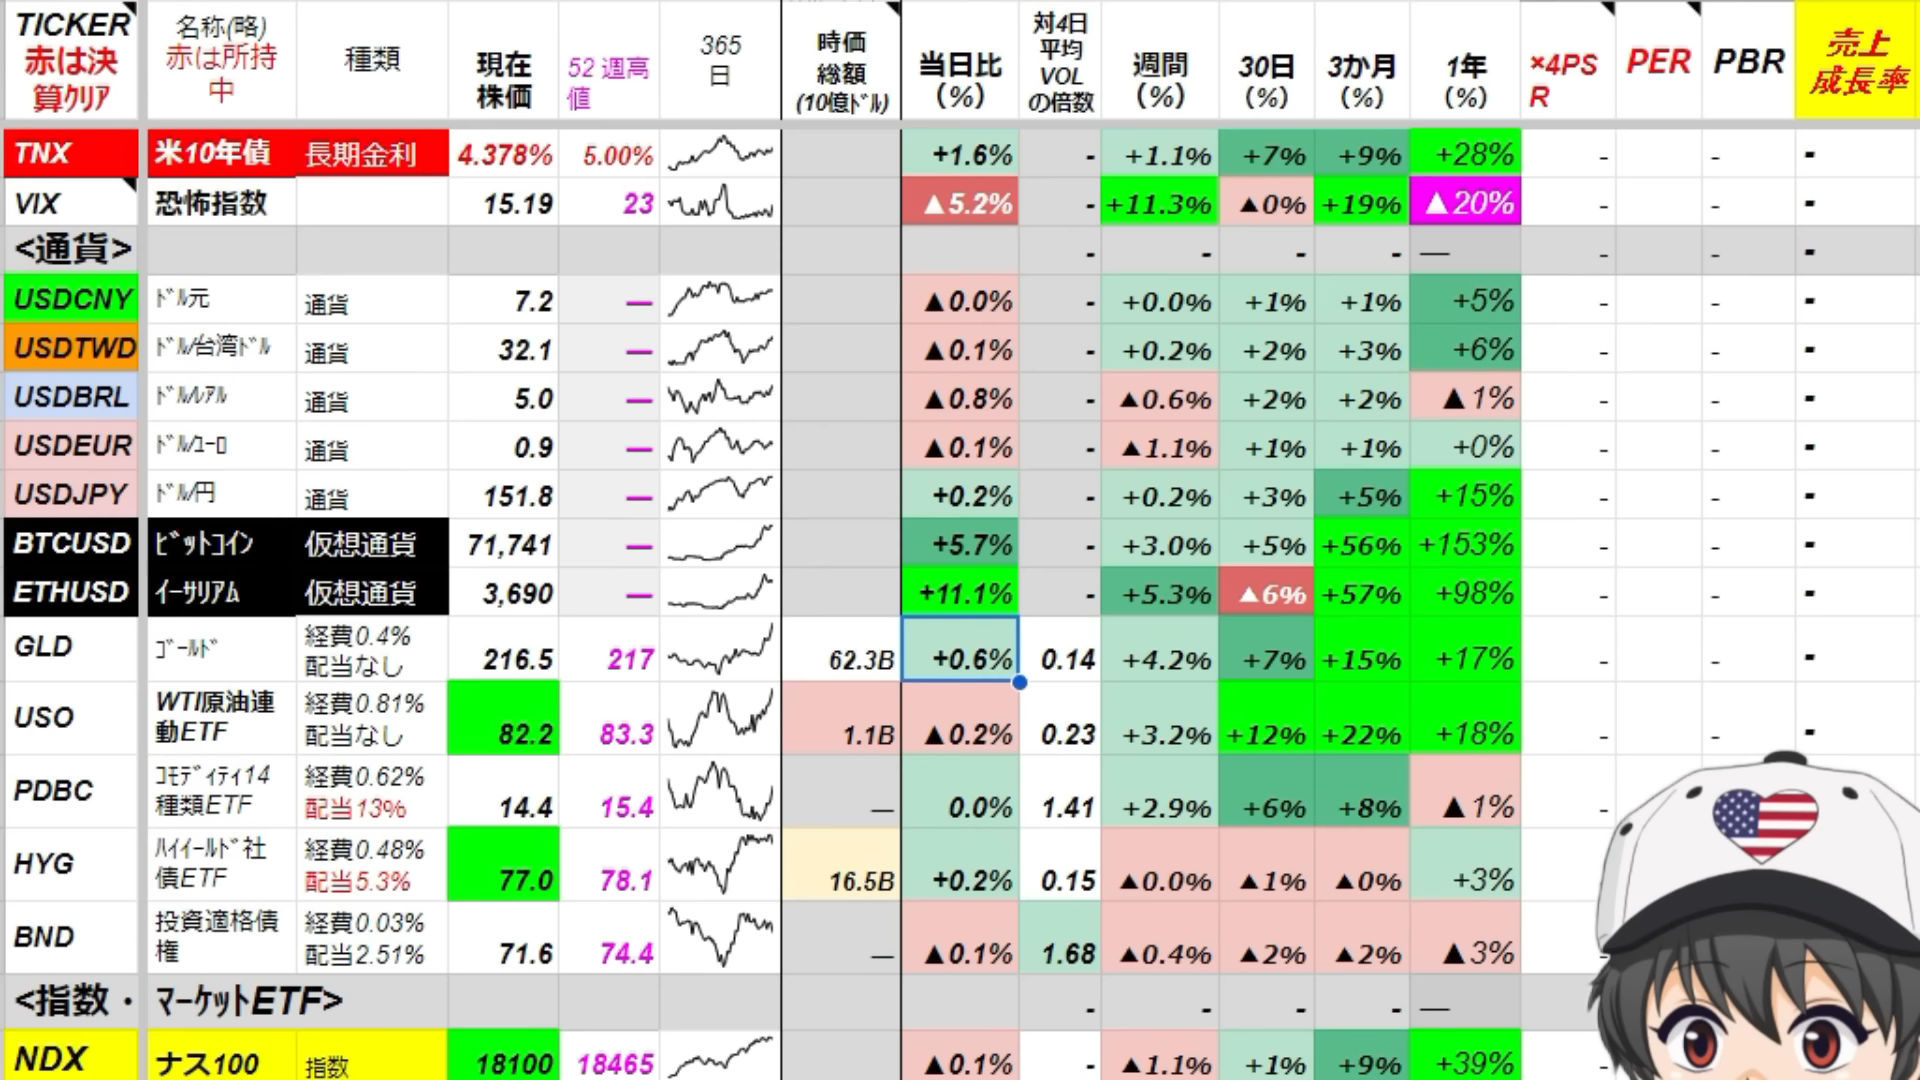 TICKER 赤は決算ｸﾘｱ 名称(略) 赤は所持中 種類 現在株価 52 週高値 365日 時価総額 (10億ﾄﾞﾙ) 当日比 (%) 対4日平均VOLの倍数 週間 (%) 30日 (%) 3か月 (%) 1年 (%) ×4PSR PER PBR 売上成長率
TNX 米10年債 長期金利 4.378% 5.00% +1.6% - +1.1% +7% +9% +28% - - -
VIX 恐怖指数 15.19 23 ▲5.2% - +11.3% ▲0% +19% ▲20% - - -
<通貨> - - - - — - - -
USDCNY ﾄﾞﾙ元 通貨 7.2 — ▲0.0% - +0.0% +1% +1% +5% - - -
USDTWD ﾄﾞﾙ/台湾ﾄﾞﾙ 通貨 32.1 — ▲0.1% - +0.2% +2% +3% +6% - - -
USDBRL ﾄﾞﾙ/ﾚｱﾙ 通貨 5.0 — ▲0.8% - ▲0.6% +2% +2% ▲1% - - -
USDEUR ﾄﾞﾙ/ﾕｰﾛ 通貨 0.9 — ▲0.1% - ▲1.1% +1% +1% +0% - - -
USDJPY ﾄﾞﾙ/円 通貨 151.8 — +0.2% - +0.2% +3% +5% +15% - - -
BTCUSD ﾋﾞｯﾄｺｲﾝ 仮想通貨 71,741 — +5.7% - +3.0% +5% +56% +153% - - -
ETHUSD ｲｰｻﾘｱﾑ 仮想通貨 3,690 — +11.1% - +5.3% ▲6% +57% +98% - - -
GLD ｺﾞｰﾙﾄﾞ 経費0.4% 配当なし 216.5 217 62.3B +0.6% 0.14 +4.2% +7% +15% +17% - - -
USO WTI原油連動ETF 経費0.81% 配当なし 82.2 83.3 1.1B ▲0.2% 0.23 +3.2% +12% +22% +18% - - -
PDBC ｺﾓﾃﾞｨﾃｨ14種類ETF 経費0.62% 配当13% 14.4 15.4 — 0.0% 1.41 +2.9% +6% +8% ▲1% -
HYG ﾊｲｲｰﾙﾄﾞ社債ETF 経費0.48% 配当5.3% 77.0 78.1 16.5B +0.2% 0.15 ▲0.0% ▲1% ▲0% +3%
BND 投資適格債権 経費0.03% 配当2.51% 71.6 74.4 — ▲0.1% 1.68 ▲0.4% ▲2% ▲2% ▲3%
<指数・ﾏｰｹｯﾄETF> - - - - —
NDX ナス100 指数 18100 18465 ▲0.1% - ▲1.1% +1% +9% +39%